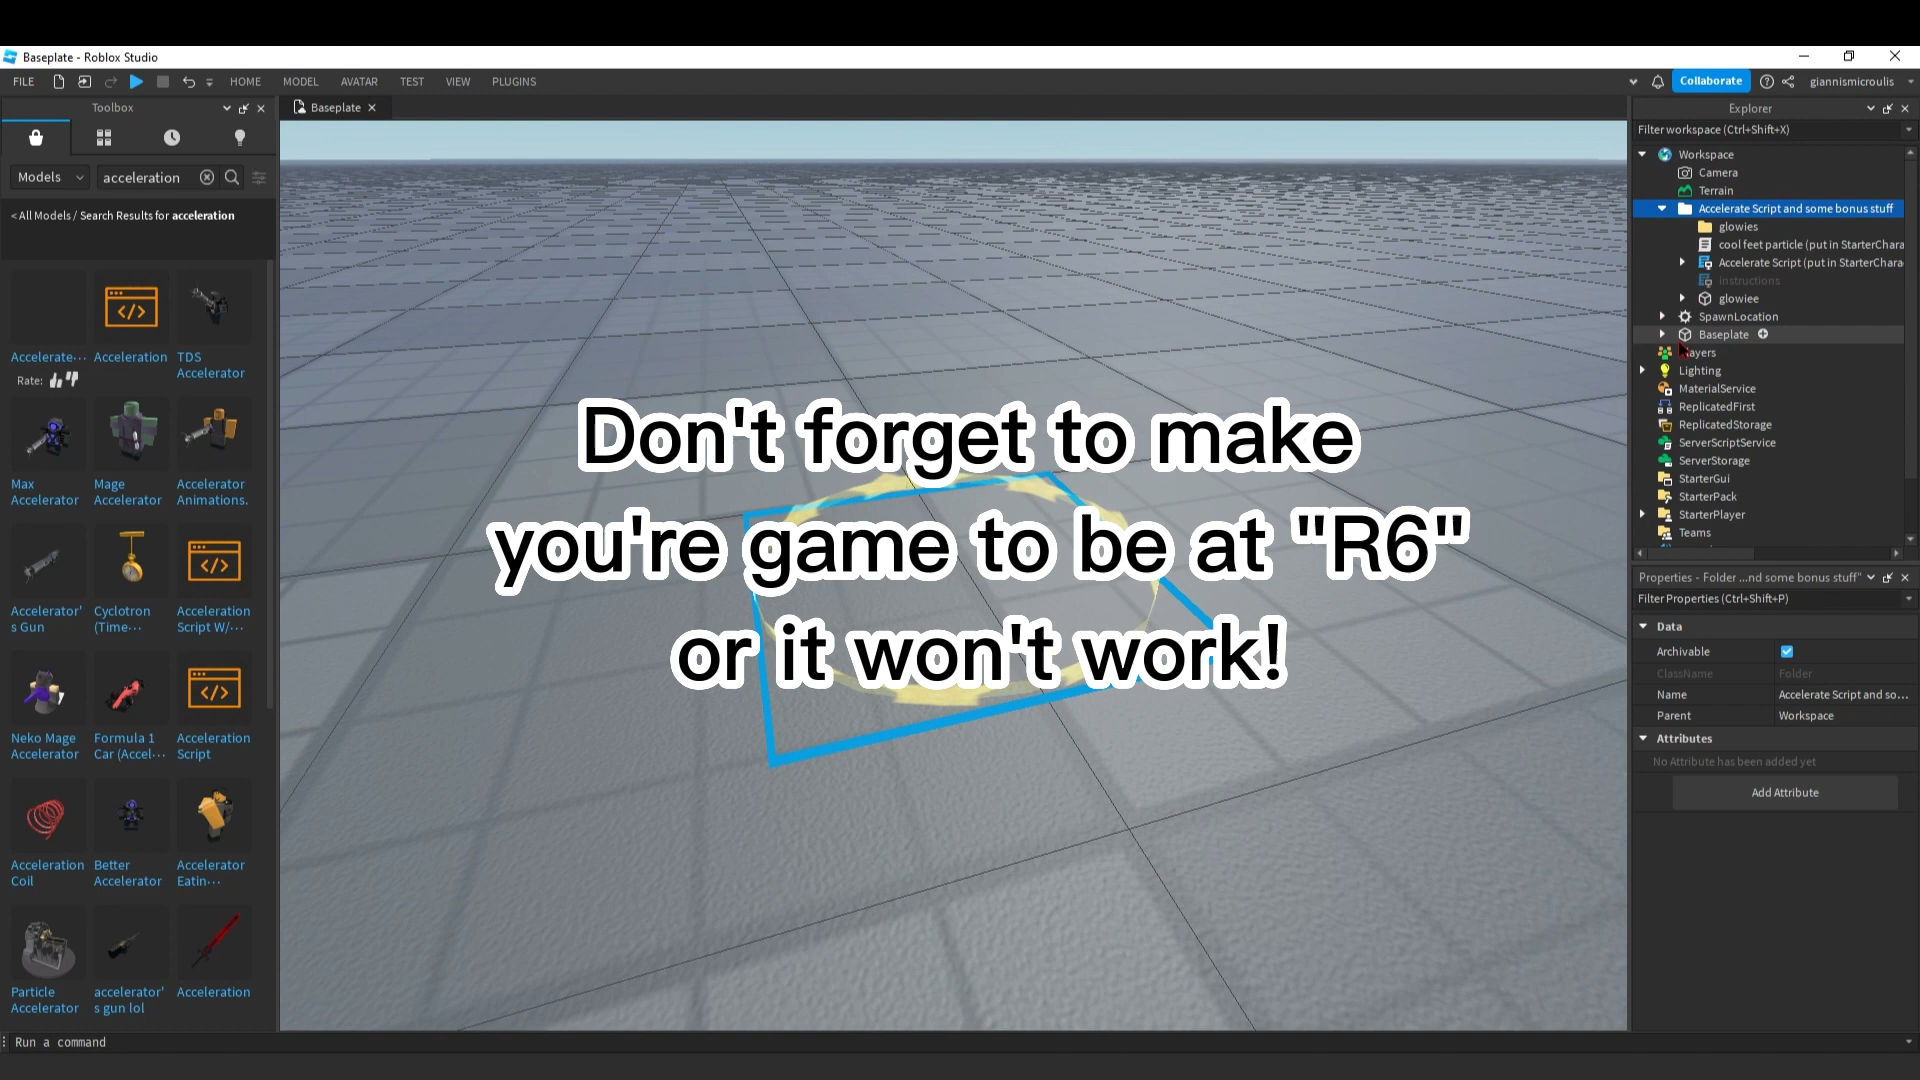 Baseplate - Roblox Studio
FILE
HOME
MODEL
AVATAR
TEST
VIEW
PLUGINS
Collaborate
giannismicroulis
Toolbox
Baseplate
Models
acceleration
< All Models / Search Results for acceleration
Accelerate...
Acceleration
TDS
Accelerator
Rate:
Max
Accelerator
Mage
Accelerator
Accelerator
Animations.
Accelerator'
s Gun
Cyclotron
(Time...
Acceleration
Script W/...
Neko Mage
Accelerator
Formula 1
Car (Accel...
Acceleration
Script
Acceleration
Coil
Better
Accelerator
Accelerator
Eatin...
Particle
Accelerator
accelerator'
s gun lol
Acceleration
Don't forget to make
you're game to be at "R6"
or it won't work!
Explorer
Filter workspace (Ctrl+Shift+X)
Workspace
Camera
Terrain
Accelerate Script and some bonus stuff
glowies
cool feet particle (put in StarterChara
Accelerate Script (put in StarterChara
instructions
glowiee
SpawnLocation
Baseplate
Lighting
MaterialService
ReplicatedFirst
ReplicatedStorage
ServerScriptService
ServerStorage
StarterGui
StarterPack
StarterPlayer
Teams
Properties - Folder ...nd some bonus stuff"
Filter Properties (Ctrl+Shift+P)
Data
Archivable
ClassName Folder
Name Accelerate Script and so...
Parent Workspace
Attributes
No Attribute has been added yet
Add Attribute
Run a command